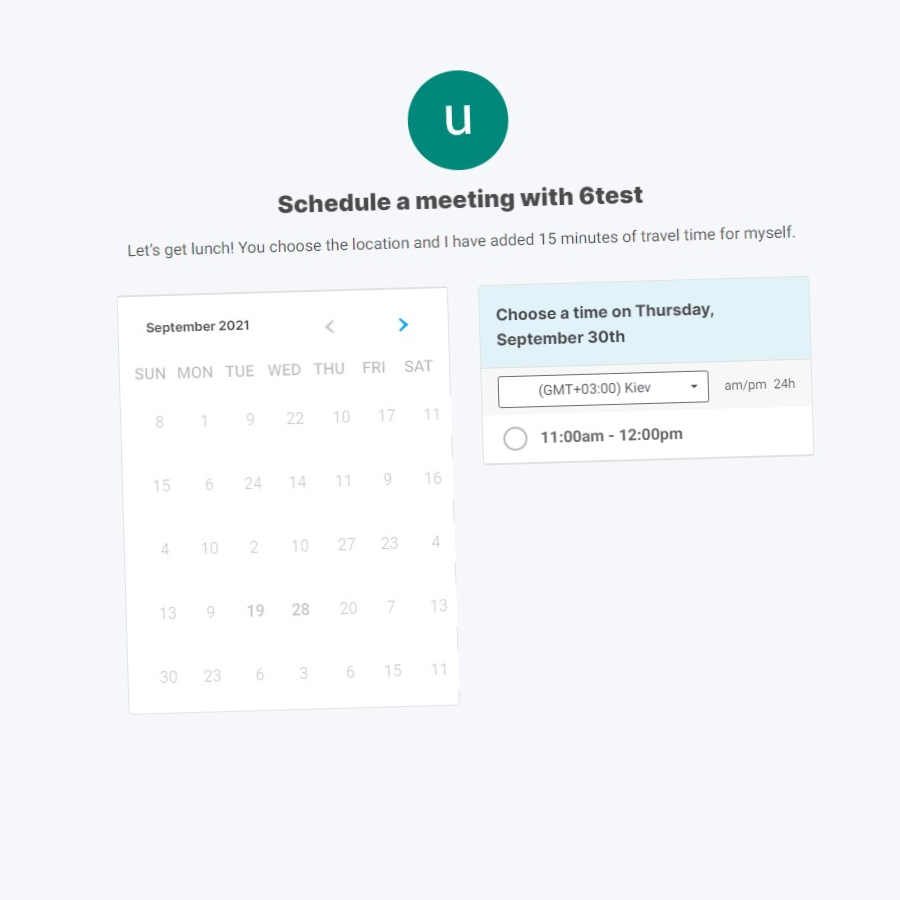 u
Schedule a meeting with 6test
Let's get lunch! You choose the location and I have added 15 minutes of travel time for myself.
September 2021
SUN MON TUE WED THU FRI SAT
8 1 9 22 10 17 11
15 6 24 14 11 9 16
4 10 2 10 27 23 4
13 9 19 28 20 7 13
30 23 6 3 6 15 11
Choose a time on Thursday,
September 30th
(GMT+03:00) Kiev am/pm 24h
11:00am - 12:00pm